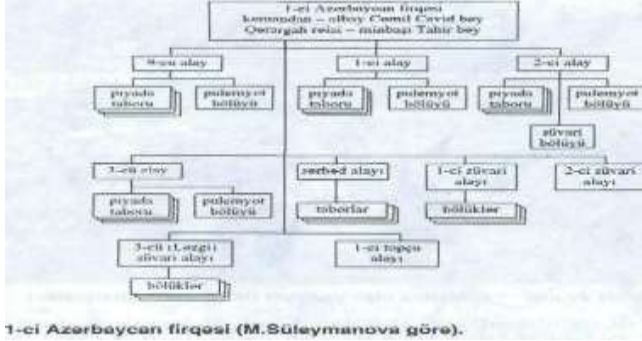 1-ci Azərbaycan firqəsi
komandan – albay Cəmil Cavid bəy
Qərargah rəisi – minbaşı Tahir bəy
9-cu alay
1-ci alay
2-ci alay
piyada taboru
pulemyot bölüyü
piyada taboru
pulemyot bölüyü
piyada taboru
pulemyot bölüyü
süvari bölüyü
3-cü alay
sərhəd alayı
1-ci süvari alayı
2-ci süvari alayı
piyada taboru
pulemyot bölüyü
taborlar
bölüklər
3-cü (Ləzgi) süvari alayı
1-ci topçu alayı
bölüklər
1-ci Azərbaycan firqəsi (M.Süleymanova görə).